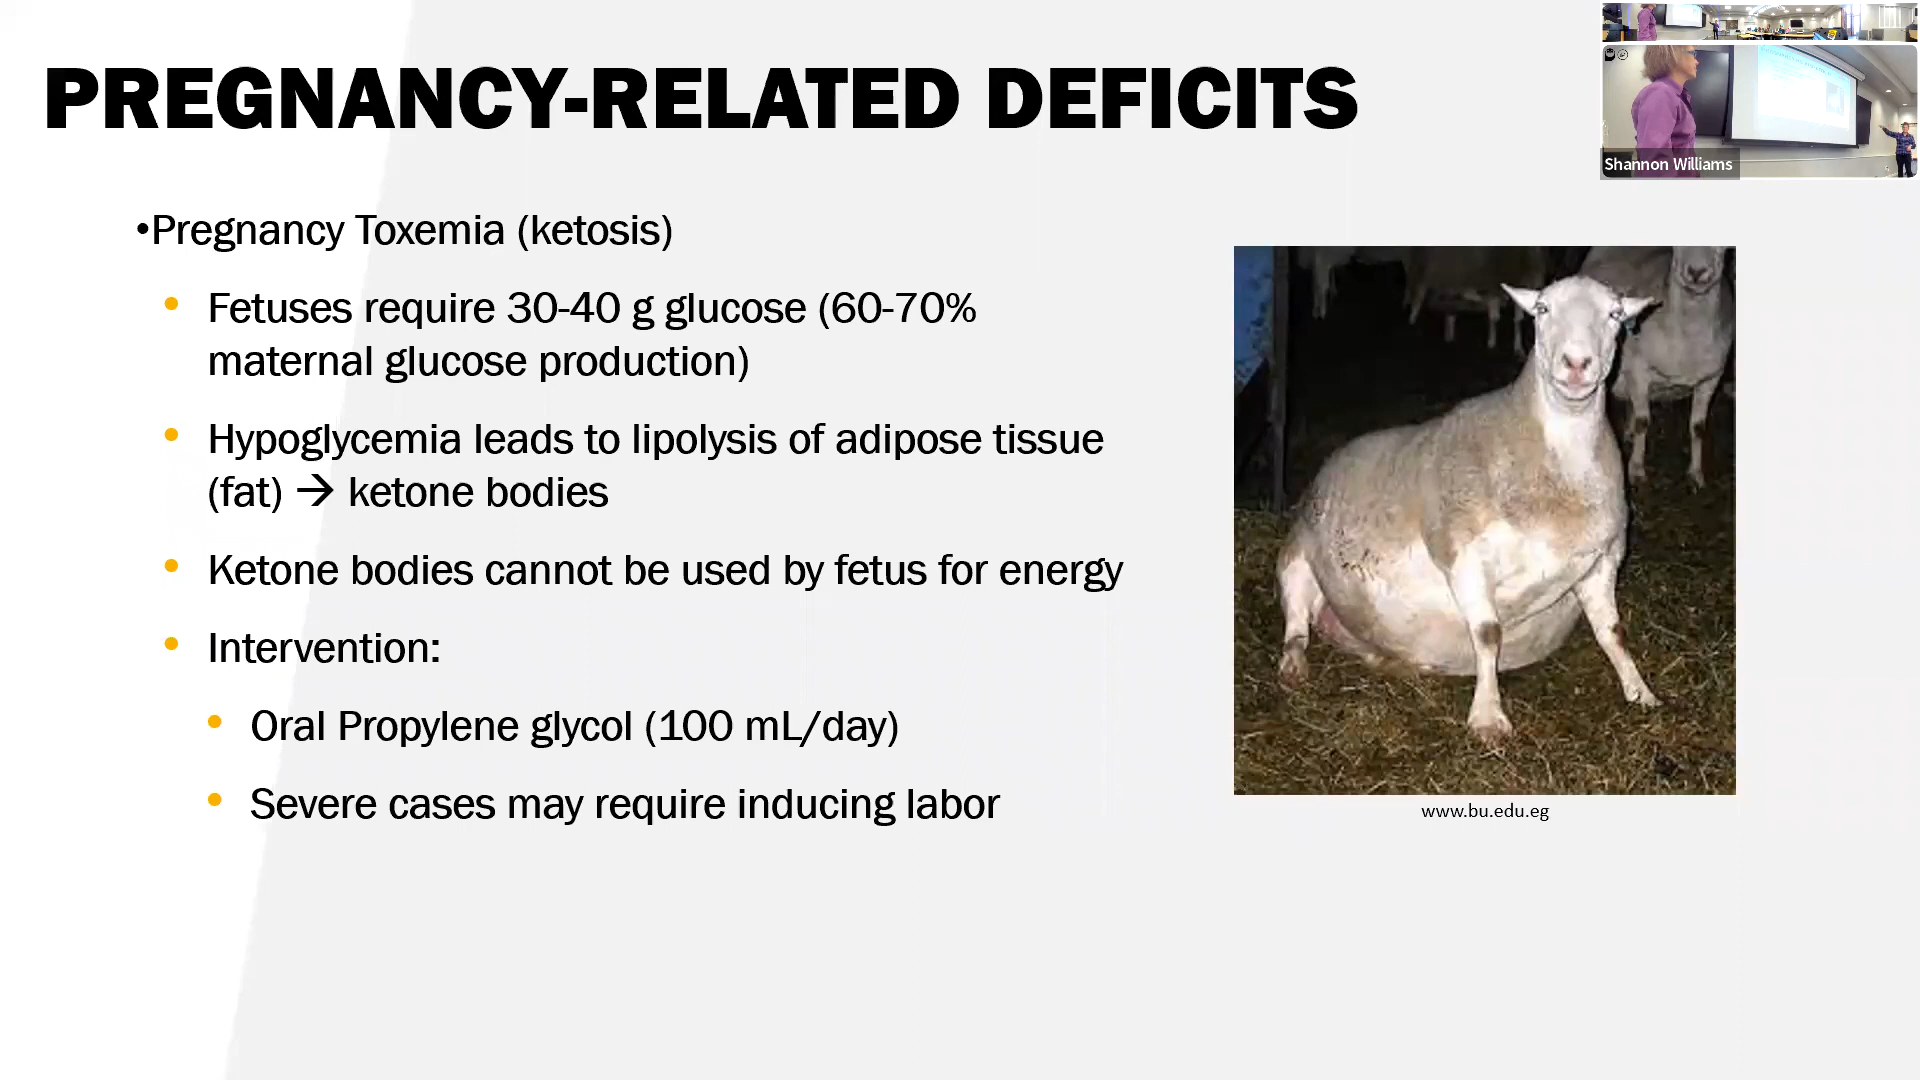 PREGNANCY-RELATED DEFICITS
Shannon Williams
•Pregnancy Toxemia (ketosis)
• Fetuses require 30-40 g glucose (60-70%
maternal glucose production)
• Hypoglycemia leads to lipolysis of adipose tissue
(fat) → ketone bodies
• Ketone bodies cannot be used by fetus for energy
• Intervention:
• Oral Propylene glycol (100 mL/day)
• Severe cases may require inducing labor
www.bu.edu.eg